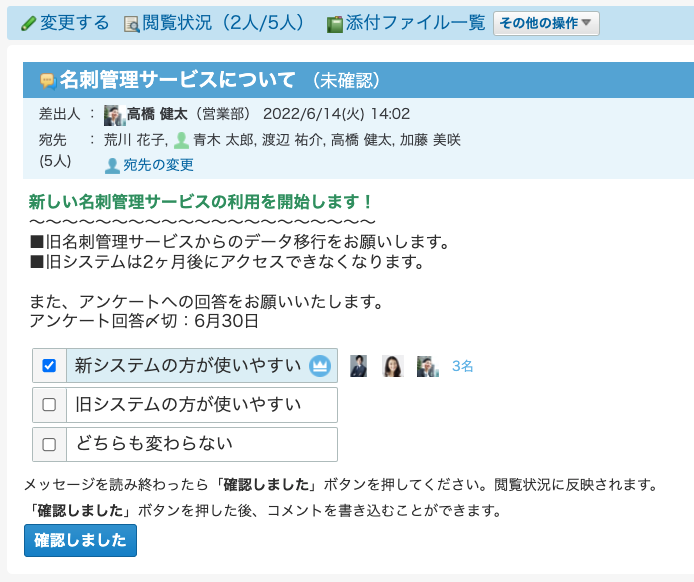 変更する 閲覧状況（2人/5人） 添付ファイル一覧 その他の操作▼
名刺管理サービスについて （未確認）
差出人 ： 高橋 健太（営業部） 2022/6/14(火) 14:02
宛先 ： 荒川 花子, 青木 太郎, 渡辺 祐介, 高橋 健太, 加藤 美咲
(5人) 宛先の変更
新しい名刺管理サービスの利用を開始します！
～～～～～～～～～～～～～～～～～～～～～
■旧名刺管理サービスからのデータ移行をお願いします。
■旧システムは2ヶ月後にアクセスできなくなります。
また、アンケートへの回答をお願いいたします。
アンケート回答〆切：6月30日
新システムの方が使いやすい 3名
旧システムの方が使いやすい
どちらも変わらない
メッセージを読み終わったら「確認しました」ボタンを押してください。閲覧状況に反映されます。
「確認しました」ボタンを押した後、コメントを書き込むことができます。
確認しました